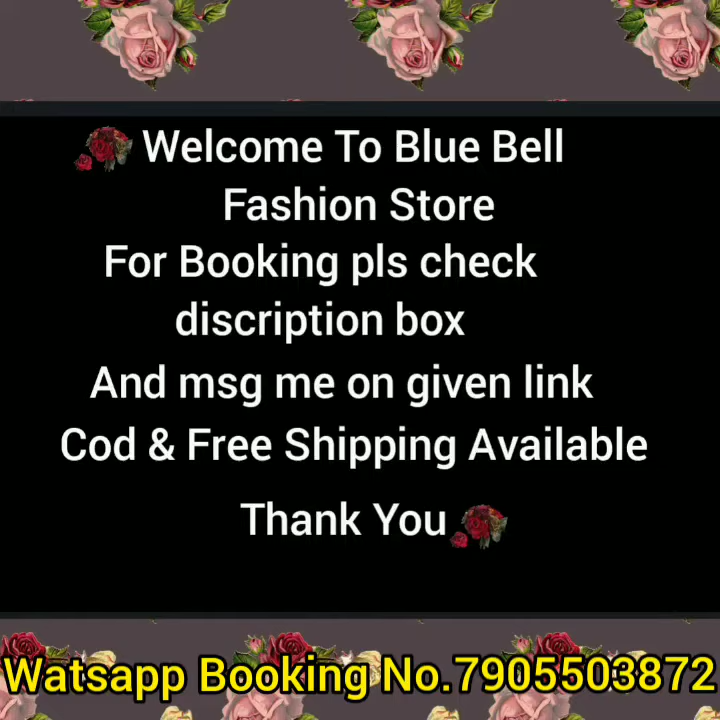 Welcome To Blue Bell
Fashion Store
For Booking pls check
discription box
And msg me on given link
Cod & Free Shipping Available
Thank You
Watsapp Booking No.7905503872